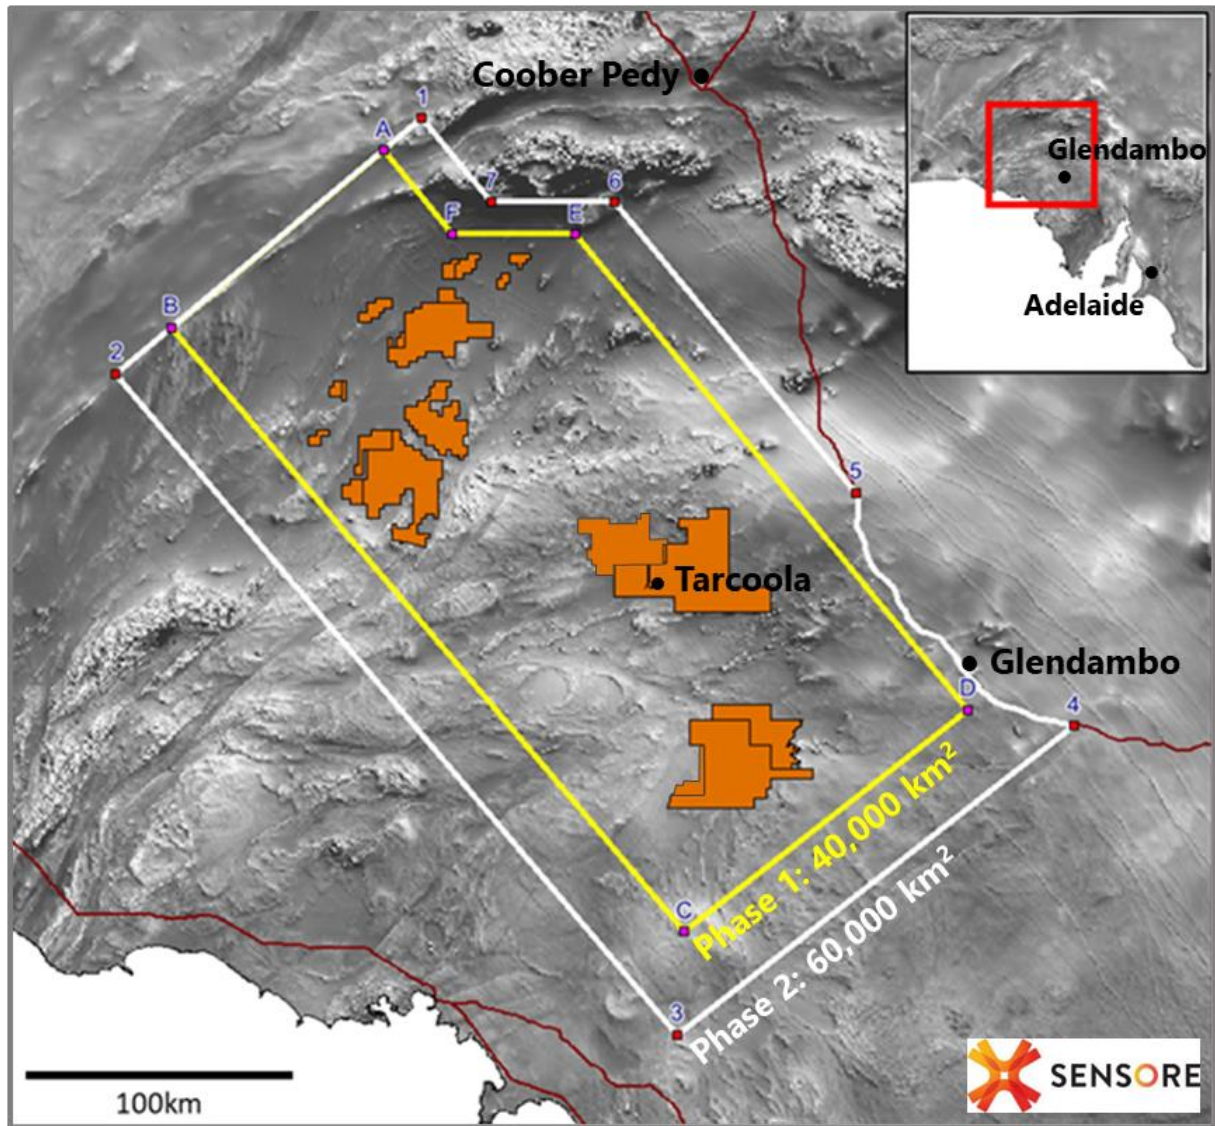 Coober Pedy
1
A
7
6
F
E
B
2
5
Tarcoola
Glendambo
D
4
C
3
Phase 1: 40,000 km²
Phase 2: 60,000 km²
100km
Glendambo
Adelaide
SENSORE